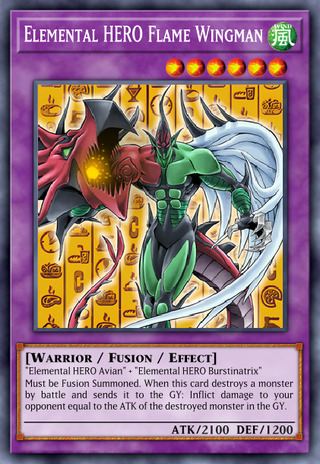 Elemental HERO Flame Wingman
WIND
風
[Warrior / Fusion / Effect]
"Elemental HERO Avian" + "Elemental HERO Burstinatrix"
Must be Fusion Summoned. When this card destroys a monster
by battle and sends it to the GY: Inflict damage to your
opponent equal to the ATK of the destroyed monster in the GY.
ATK/2100 DEF/1200